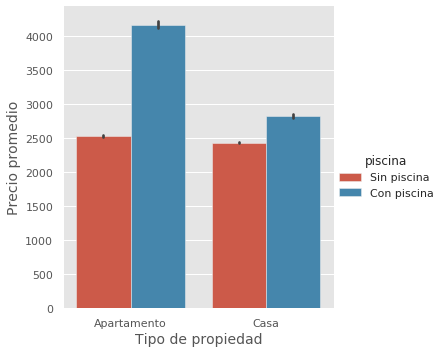 Precio promedio
4000
3500
3000
2500
2000
1500
1000
500
0
Apartamento
Casa
Tipo de propiedad
piscina
Sin piscina
Con piscina